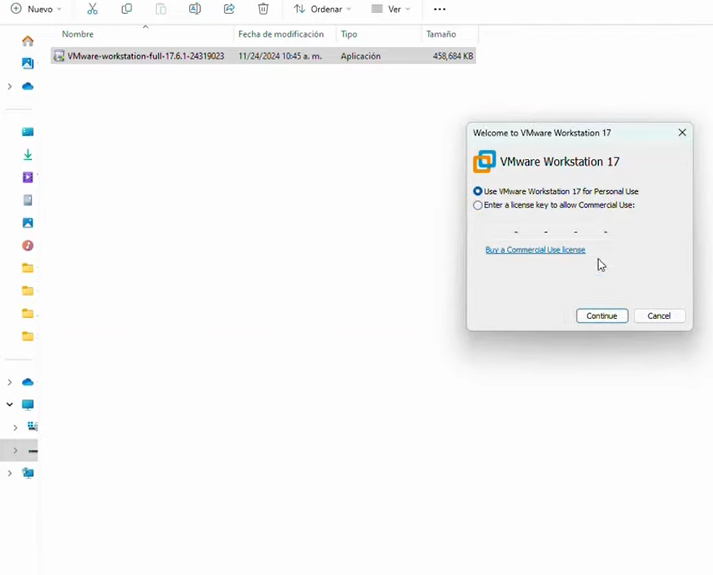 Nuevo Ordenar Ver
Nombre Fecha de modificación Tipo Tamaño
VMware-workstation-full-17.6.1-24319023 11/24/2024 10:45 a. m. Aplicación 458,684 KB
Welcome to VMware Workstation 17
VMware Workstation 17
Use VMware Workstation 17 for Personal Use
Enter a license key to allow Commercial Use:
- - - -
Buy a Commercial Use license
Continue Cancel